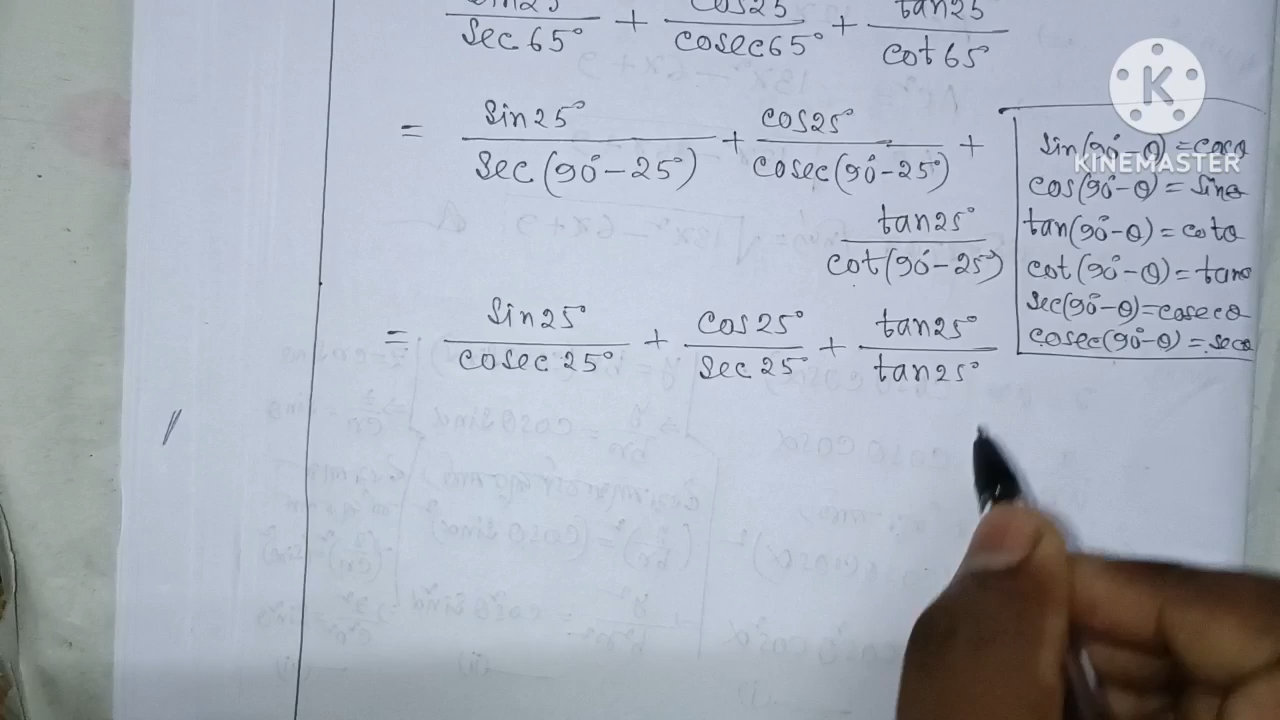 sin25 / sec65° + cos25 / cosec65° + tan25 / cot65°
= sin25° / sec(90°-25°) + cos25° / cosec(90°-25°) +
tan25° / cot(90°-25°)
= sin25° / cosec25° + cos25° / sec25° + tan25° / tan25°
sin(90°-θ)=cosθ
cos(90°-θ)=sinθ
tan(90°-θ)=cotθ
cot(90°-θ)=tanθ
sec(90°-θ)=cosecθ
cosec(90°-θ)=secθ
K
KINEMASTER